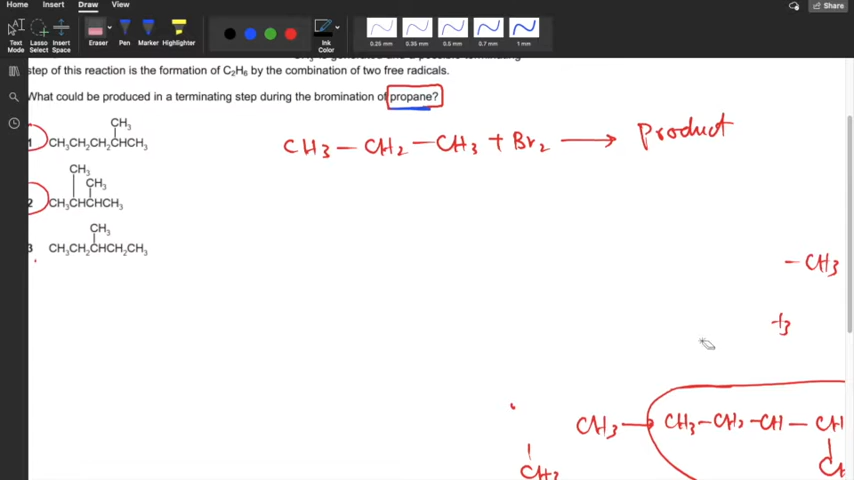 Home Insert Draw View
Share
Text Mode
Lasso Select
Insert Space
Eraser
Pen
Marker
Highlighter
Ink Color
0.25 mm
0.35 mm
0.5 mm
0.7 mm
1 mm
step of this reaction is the formation of C₂H₆ by the combination of two free radicals.
What could be produced in a terminating step during the bromination of propane?
CH₃
1 CH₃CH₂CH₂CHCH₃
CH₃
CH₃
2 CH₃CHCHCH₃
CH₃
3 CH₃CH₂CHCH₂CH₃
CH₃ — CH₂ — CH₃ + Br₂ ⟶ Product
— CH₃
CH₃ — CH₃ — CH₂ — CH — CH